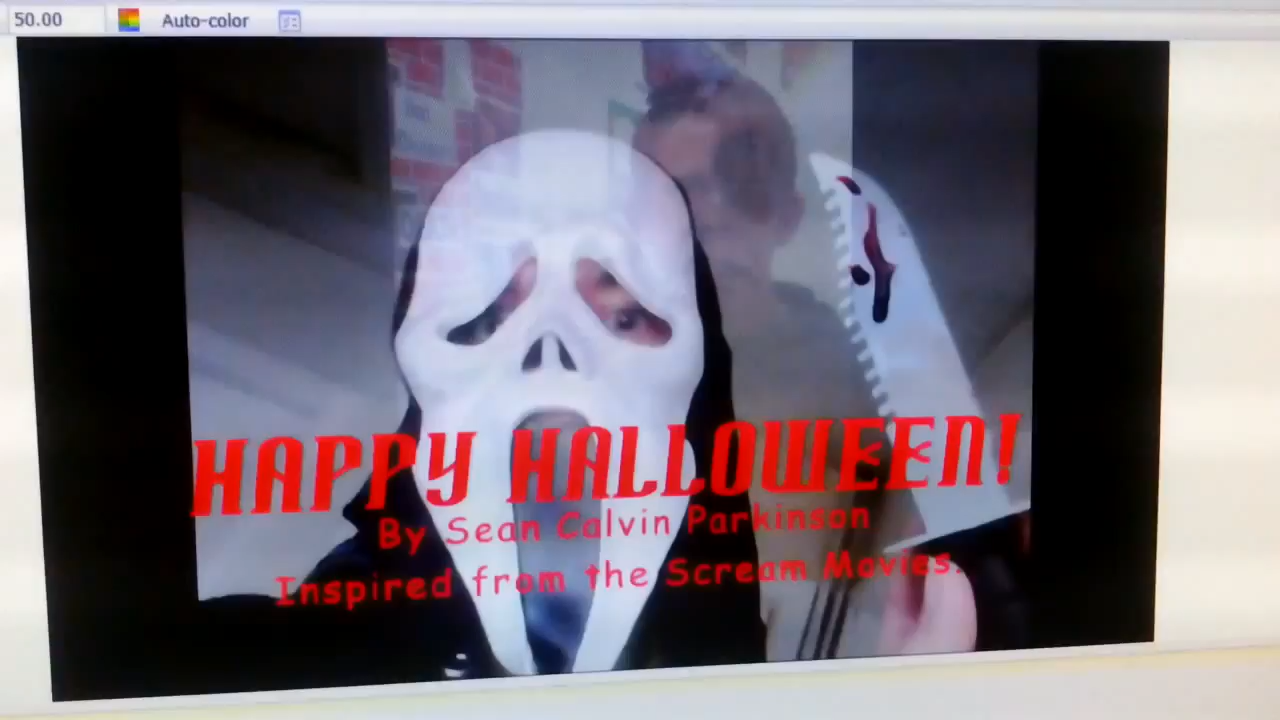 50.00 Auto-color
HAPPY HALLOWEEN!
By Sean Calvin Parkinson
Inspired from the Scream Movies.